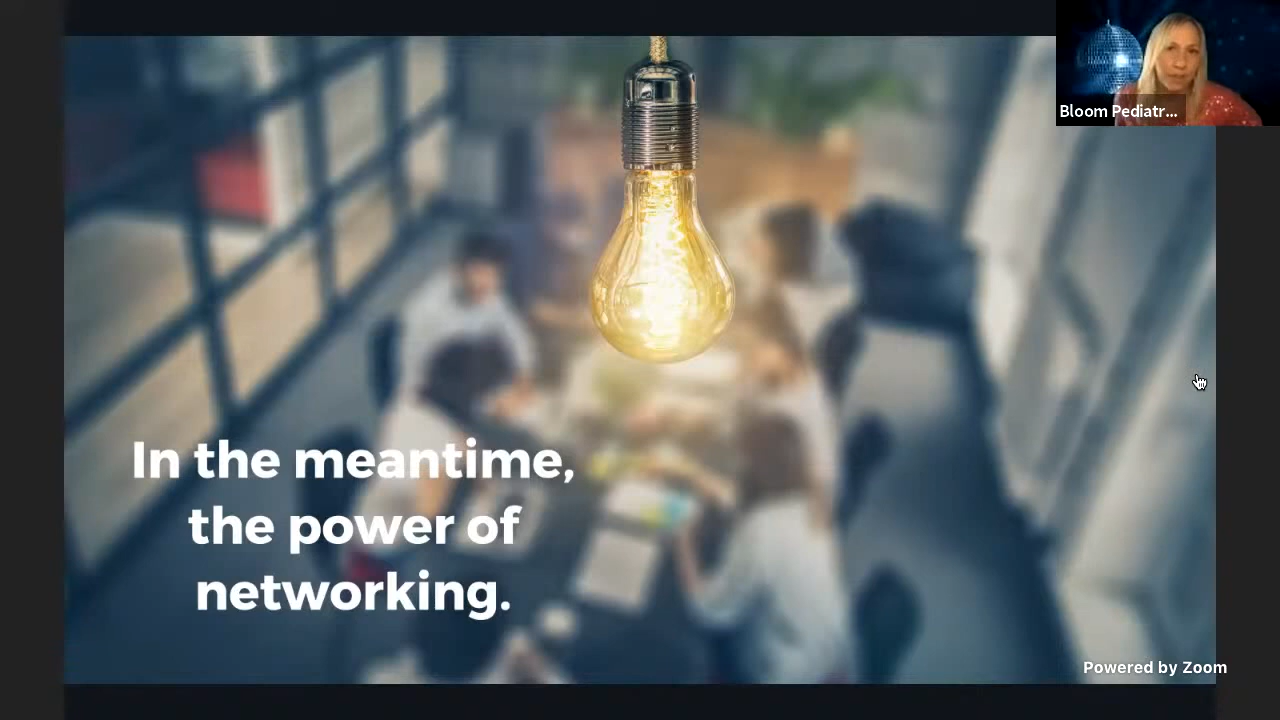 Bloom Pediatr...
In the meantime,
the power of
networking.
Powered by Zoom